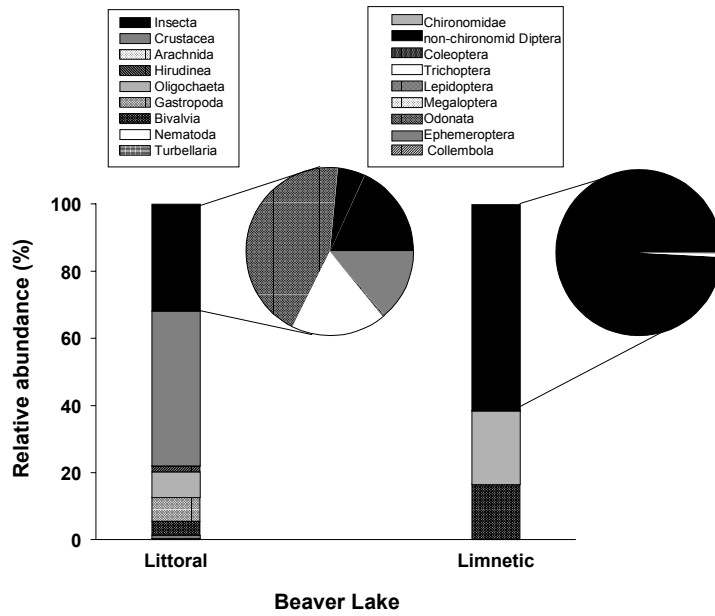 Insecta
Crustacea
Arachnida
Hirudinea
Oligochaeta
Gastropoda
Bivalvia
Nematoda
Turbellaria
Chironomidae
non-chironomid Diptera
Coleoptera
Trichoptera
Lepidoptera
Megaloptera
Odonata
Ephemeroptera
Collembola
Relative abundance (%)
100
80
60
40
20
0
Littoral
Limnetic
Beaver Lake